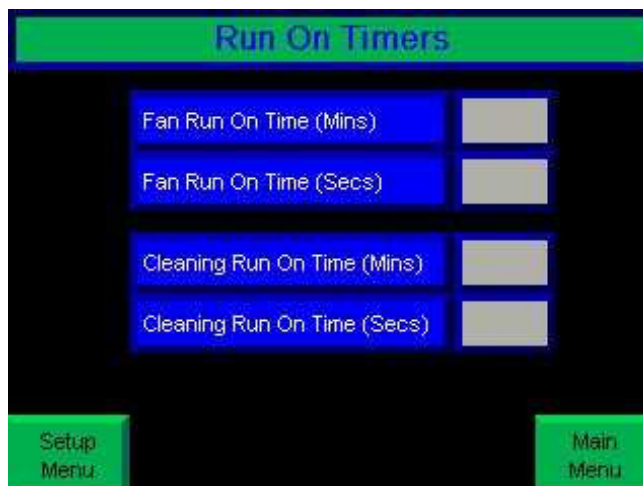 Run On Timers
Fan Run On Time (Mins)
Fan Run On Time (Secs)
Cleaning Run On Time (Mins)
Cleaning Run On Time (Secs)
Setup
Menu
Main
Menu